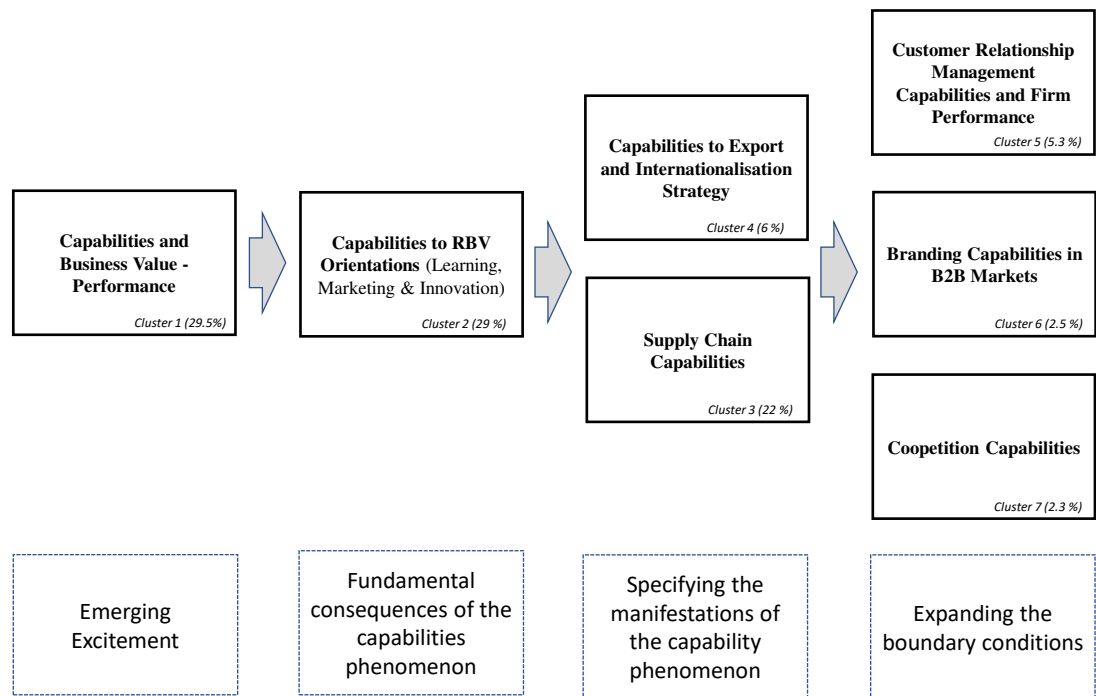 Capabilities and
Business Value -
Performance
Cluster 1 (29.5%)
Capabilities to RBV
Orientations (Learning,
Marketing & Innovation)
Cluster 2 (29 %)
Capabilities to Export
and Internationalisation
Strategy
Cluster 4 (6 %)
Supply Chain
Capabilities
Cluster 3 (22 %)
Customer Relationship
Management
Capabilities and Firm
Performance
Cluster 5 (5.3 %)
Branding Capabilities in
B2B Markets
Cluster 6 (2.5 %)
Coopetition Capabilities
Cluster 7 (2.3 %)
Emerging
Excitement
Fundamental
consequences of the
capabilities
phenomenon
Specifying the
manifestations of
the capability
phenomenon
Expanding the
boundary conditions